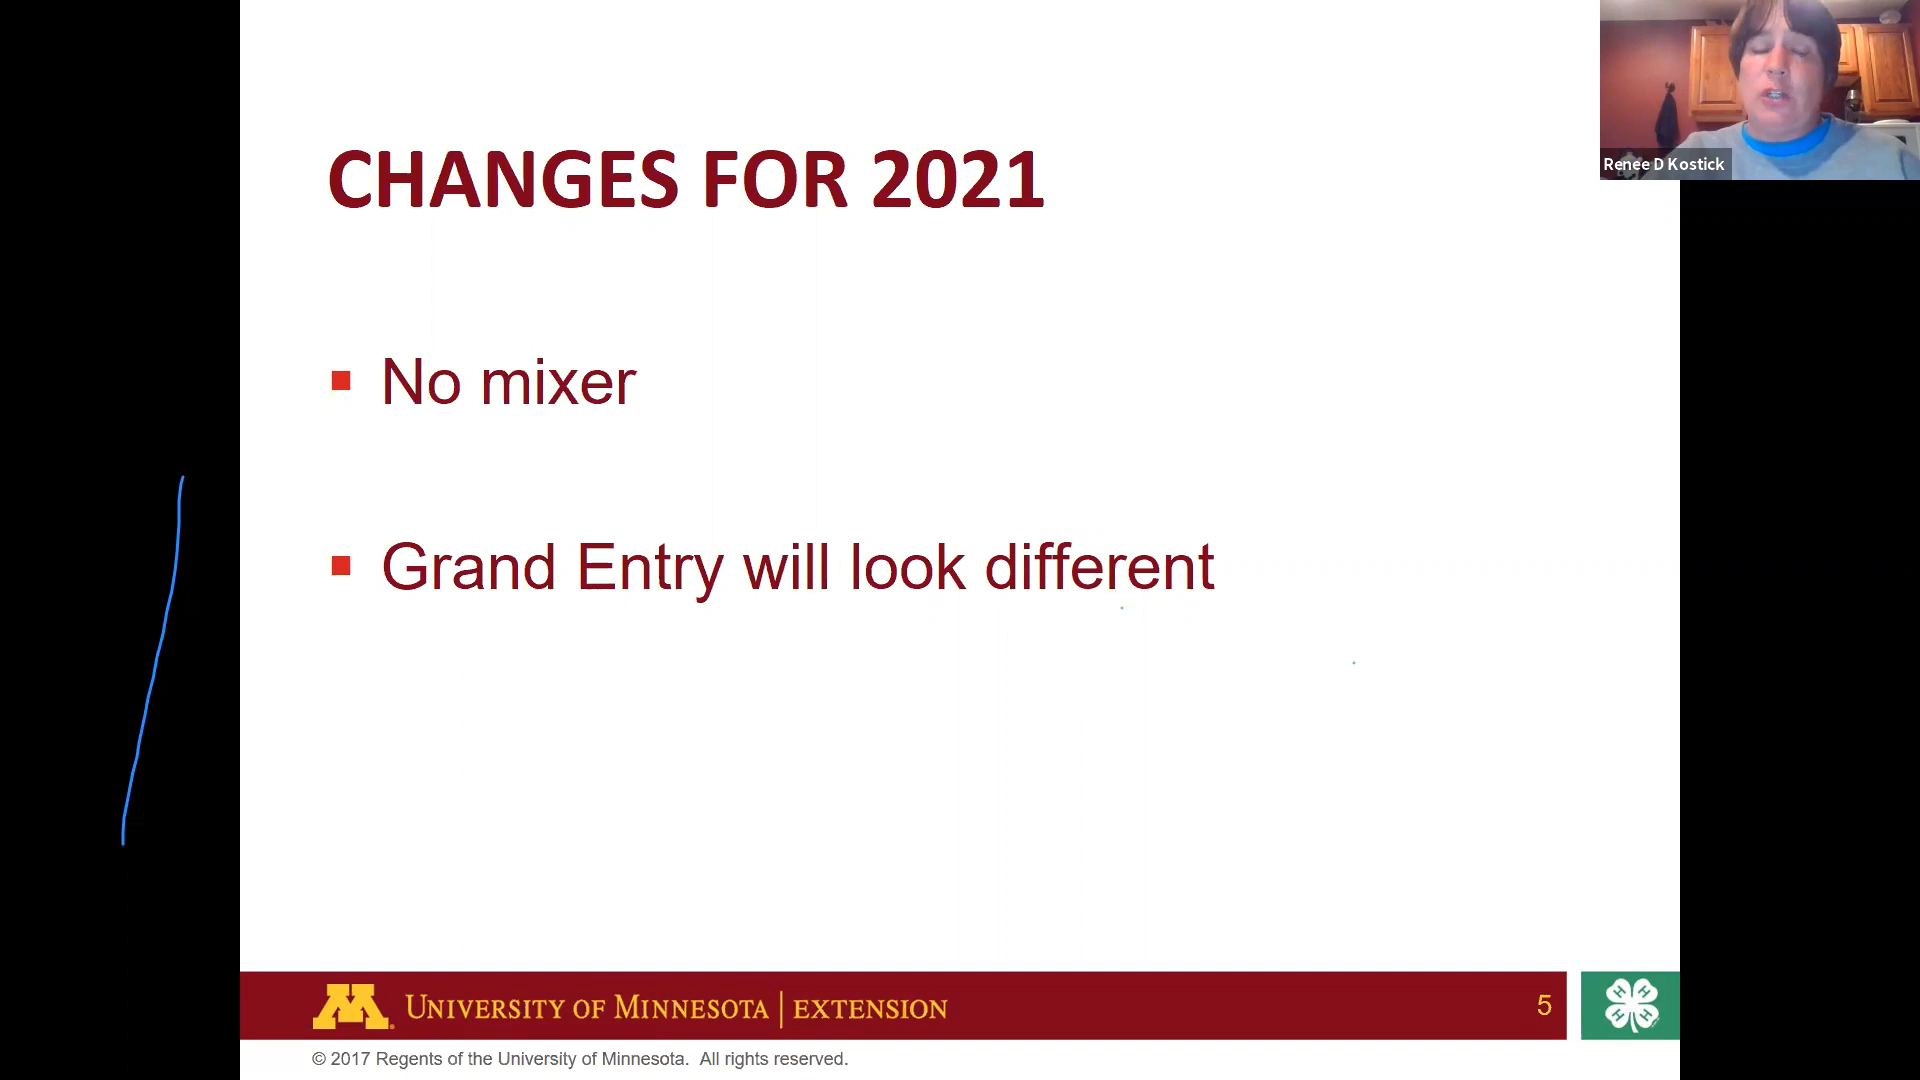 CHANGES FOR 2021
Renee D Kostick
No mixer
Grand Entry will look different
M
UNIVERSITY OF MINNESOTA | EXTENSION
5
H H H H
© 2017 Regents of the University of Minnesota. All rights reserved.